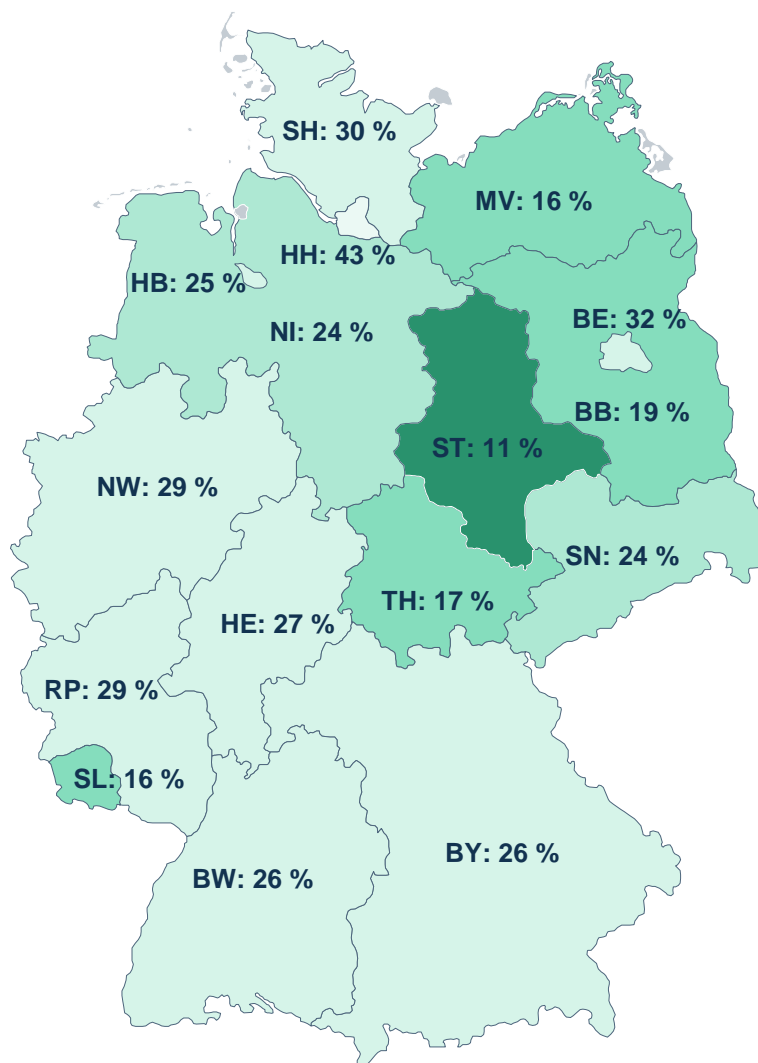 SH: 30 %
MV: 16 %
HH: 43 %
HB: 25 %
BE: 32 %
NI: 24 %
BB: 19 %
ST: 11 %
NW: 29 %
SN: 24 %
TH: 17 %
HE: 27 %
RP: 29 %
SL: 16 %
BY: 26 %
BW: 26 %